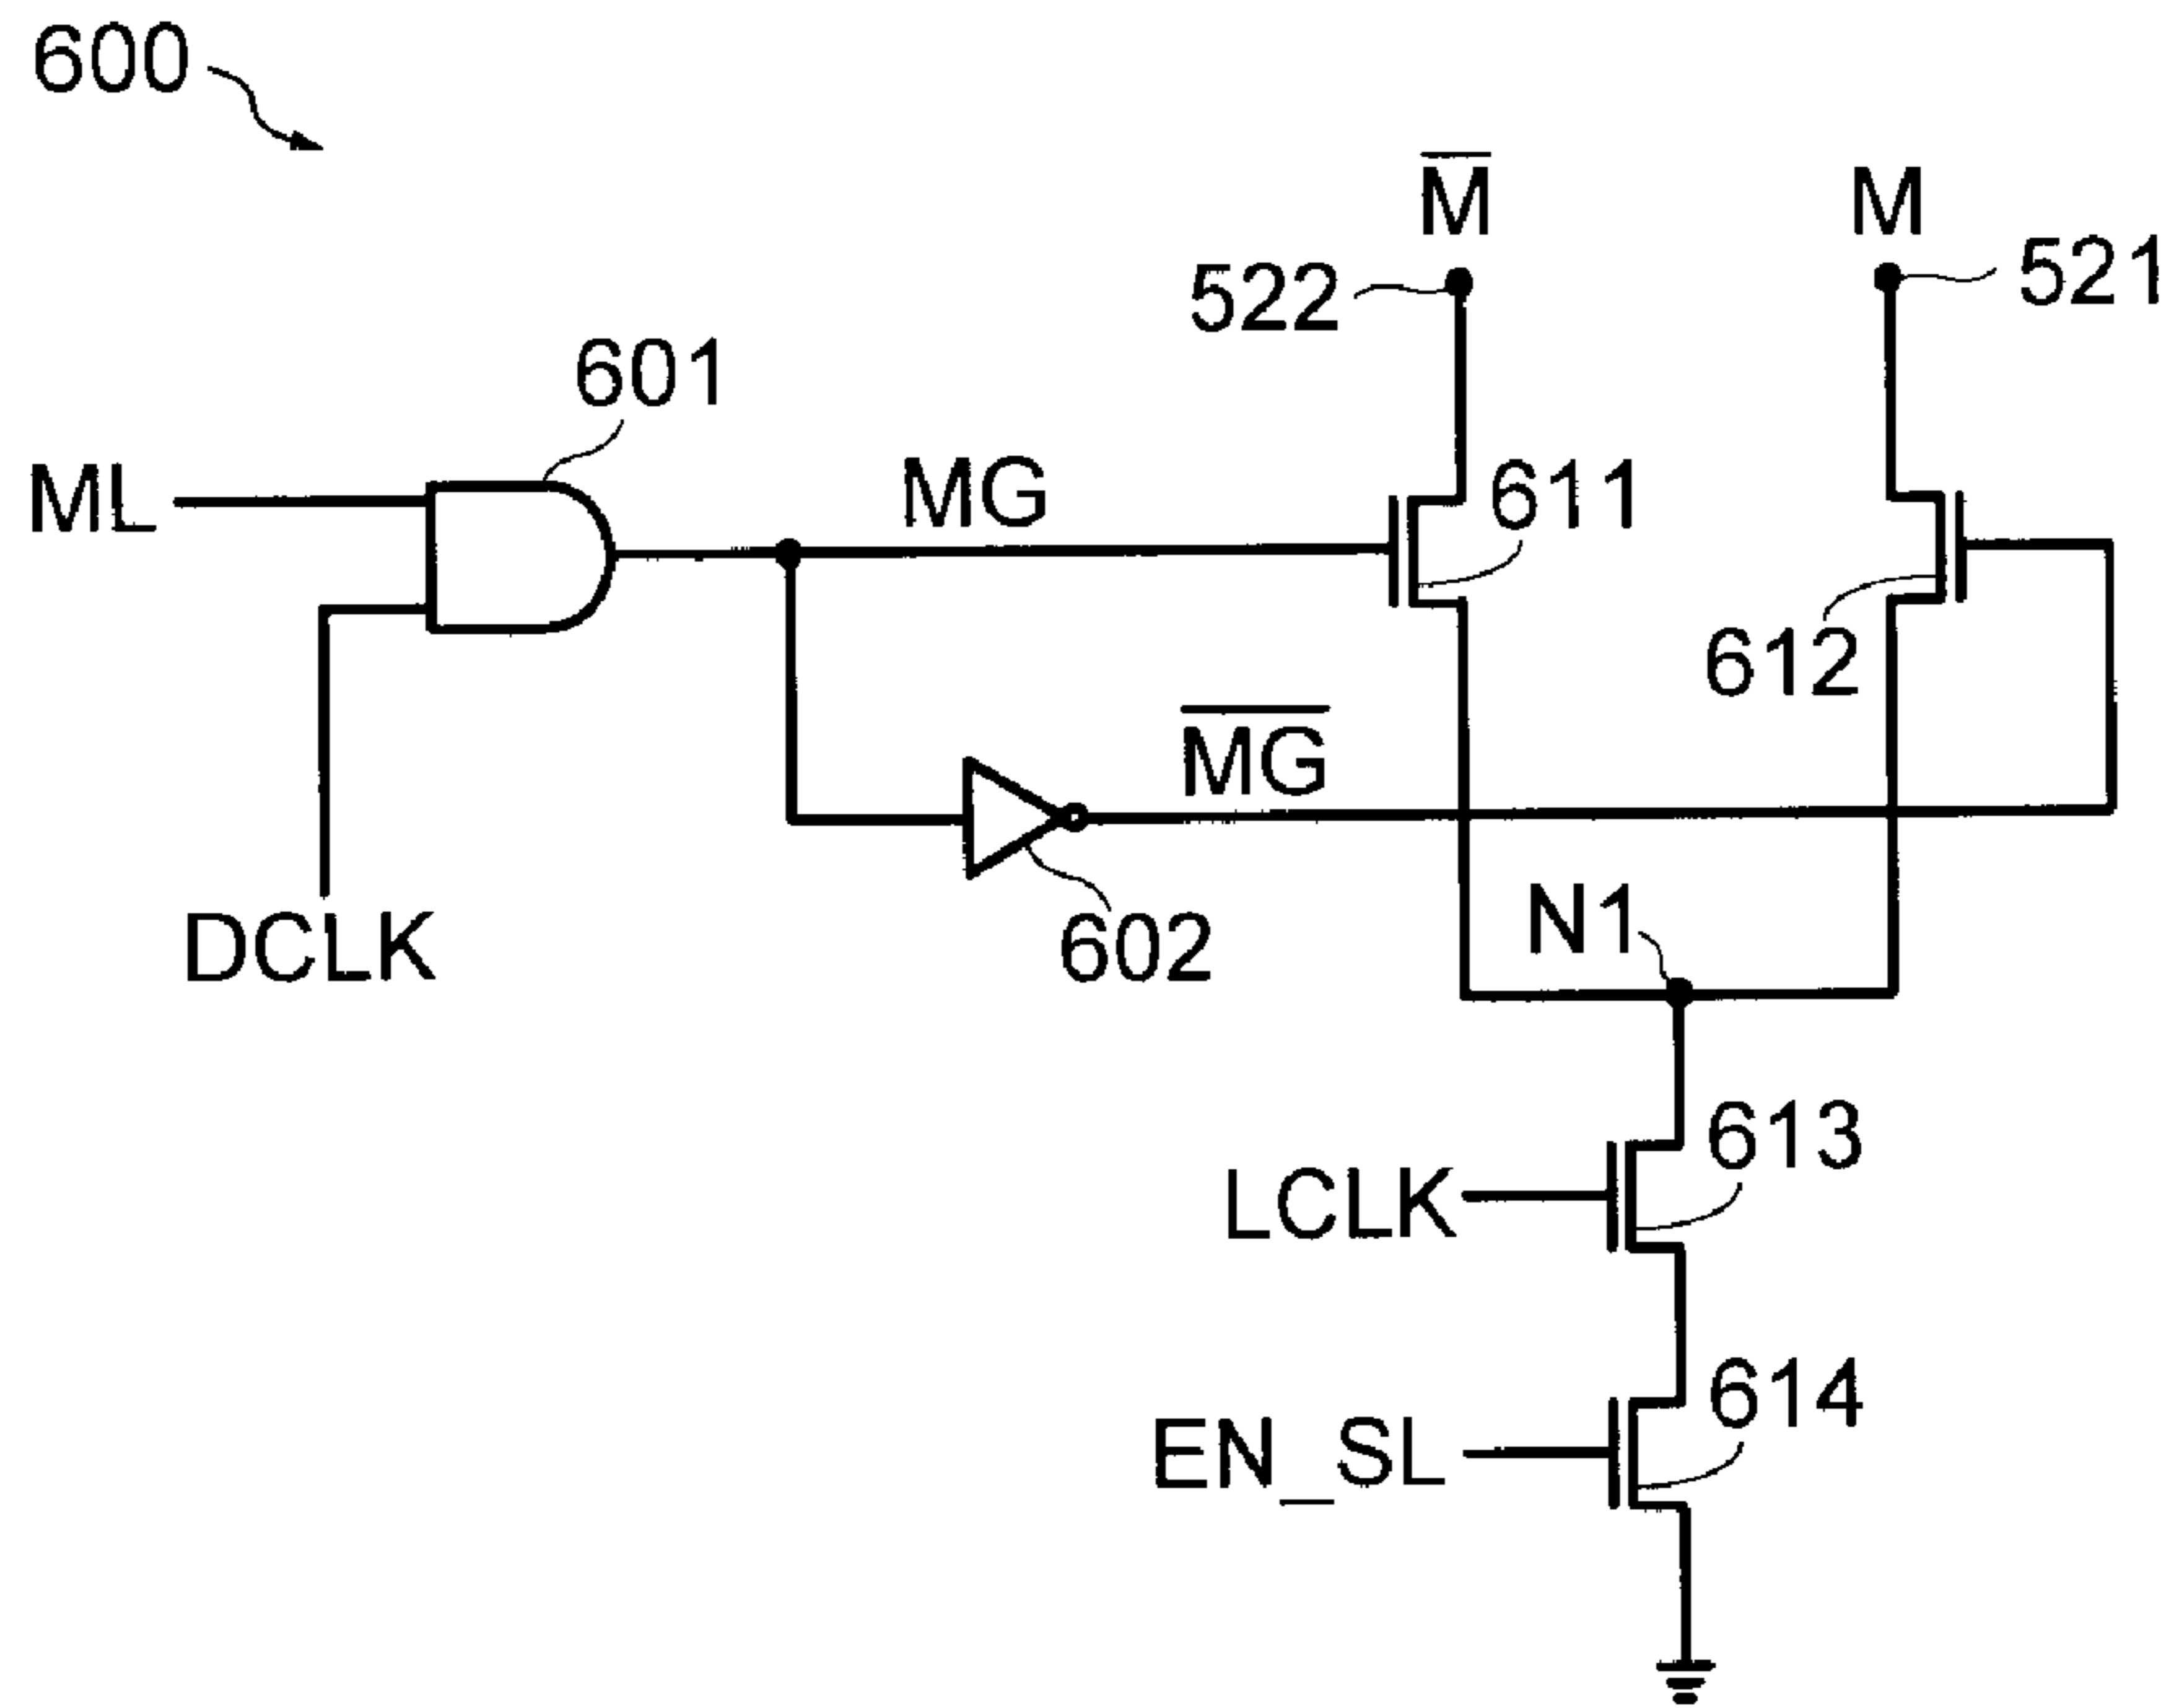 600
M̅
M
522
521
601
ML
MG
611
612
M̅G̅
DCLK
602
N1
613
LCLK
614
EN_SL